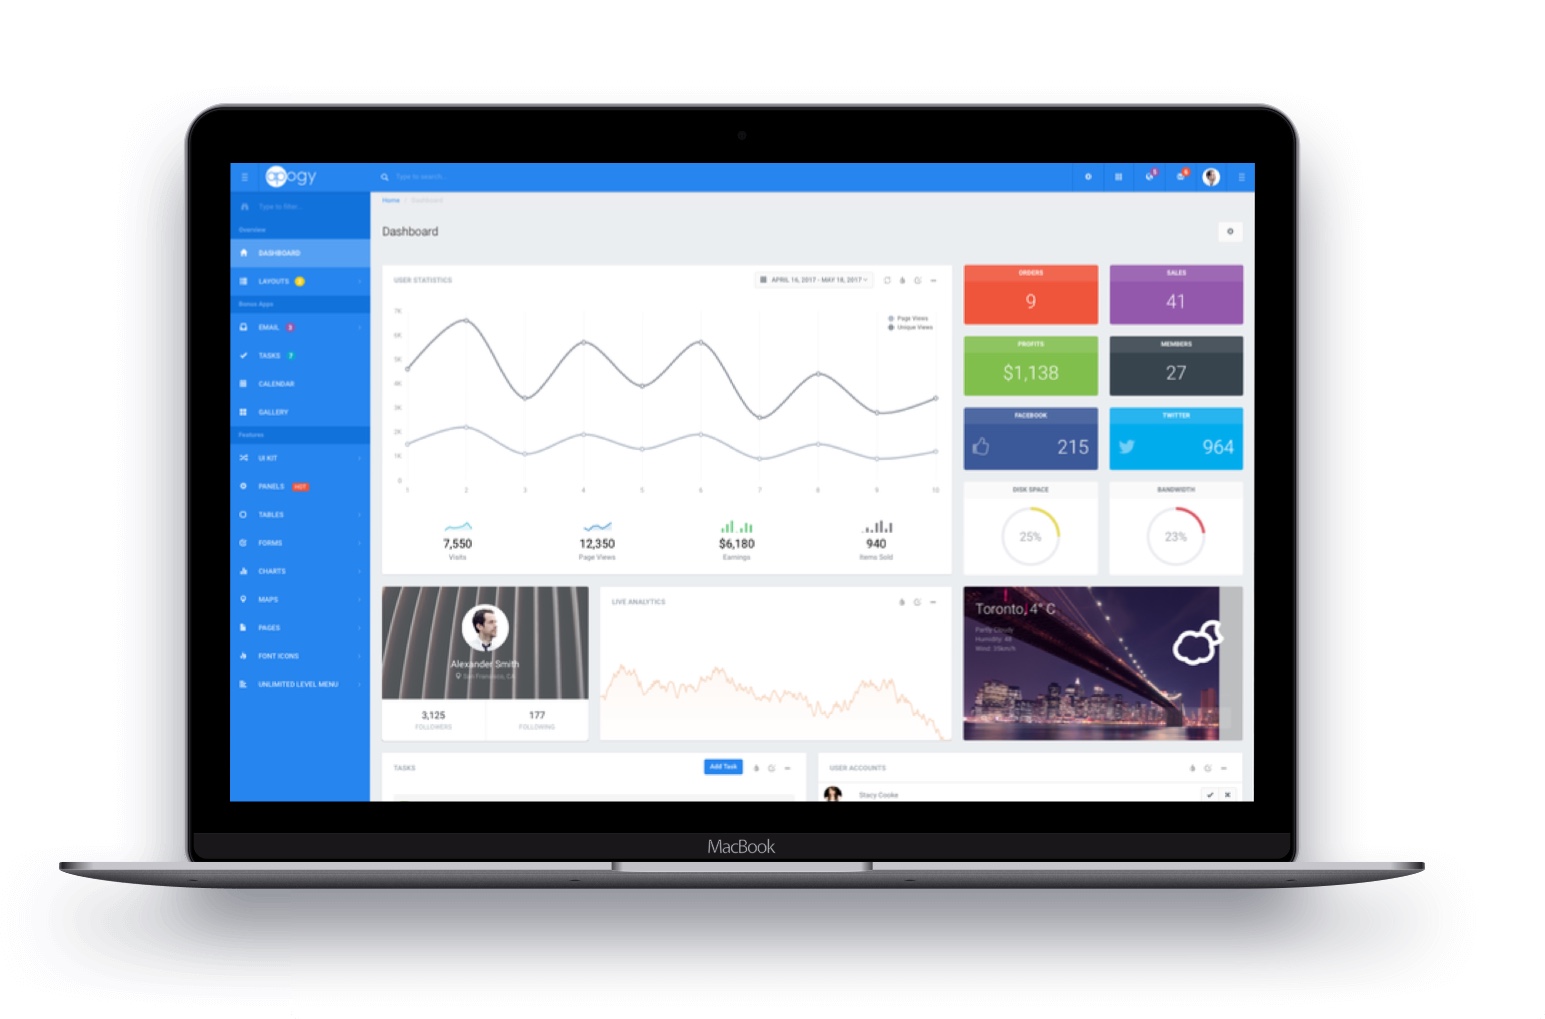 apogy
Type to search...
Type to filter...
Overview
DASHBOARD
LAYOUTS
Bonus Apps
EMAIL 3
TASKS 7
CALENDAR
GALLERY
Features
UI KIT
PANELS HOT
TABLES
FORMS
CHARTS
MAPS
PAGES
FONT ICONS
UNLIMITED LEVEL MENU
Home / Dashboard
Dashboard
USER STATISTICS
APRIL 16, 2017 - MAY 18, 2017
Page Views
Unique Views
7K
6K
5K
4K
3K
2K
1K
0
1 2 3 4 5 6 7 8 9 10
7,550 12,350 $6,180 940
Visits Page Views Earnings Items Sold
ORDERS
9
SALES
41
PROFITS
$1,138
MEMBERS
27
FACEBOOK
215
TWITTER
964
DISK SPACE
25%
BANDWIDTH
23%
Alexander Smith
San Francisco, CA
3,125 177
FOLLOWERS FOLLOWING
LIVE ANALYTICS
Toronto, 4° C
Partly Cloudy
Humidity: 88
Wind: 35km/h
TASKS
Add Task
USER ACCOUNTS
Stacy Cooke
MacBook